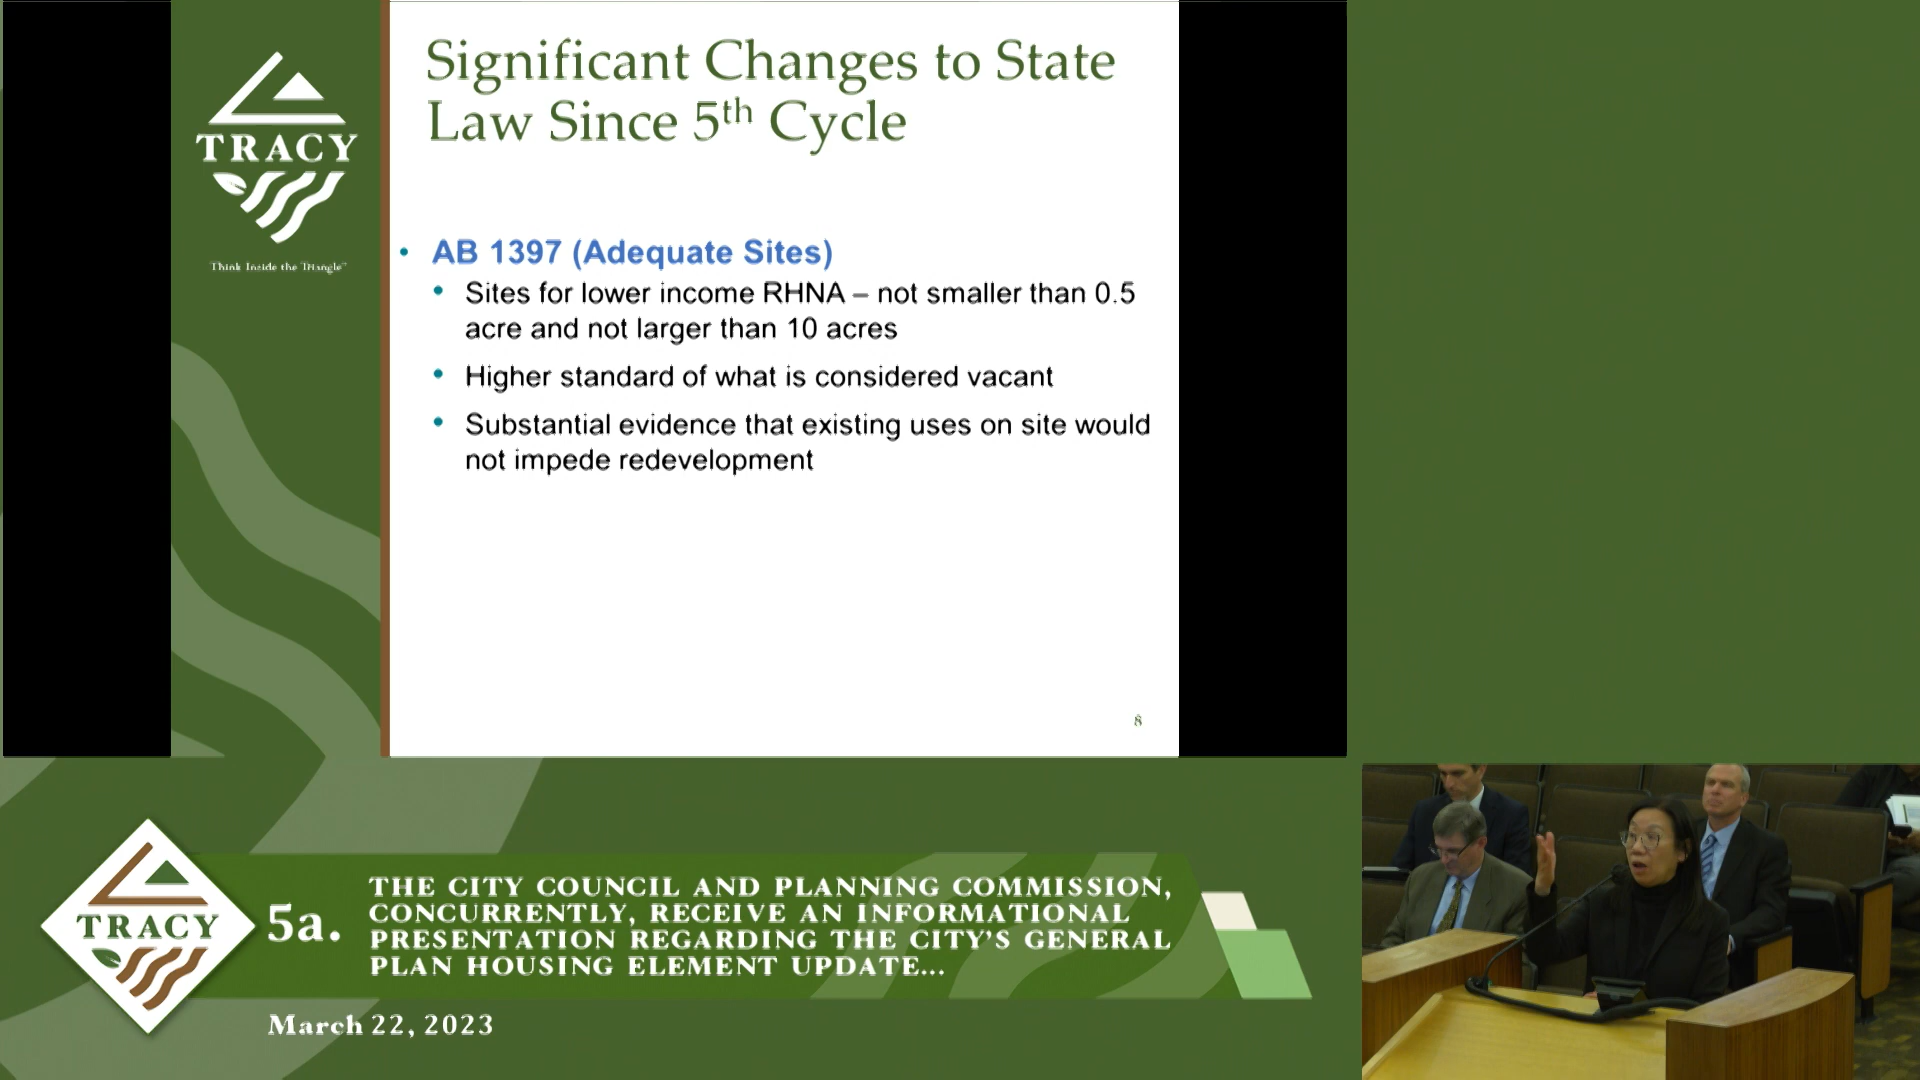 Significant Changes to State
Law Since 5th Cycle
TRACY
Think Inside the Triangle™
• AB 1397 (Adequate Sites)
• Sites for lower income RHNA – not smaller than 0.5
acre and not larger than 10 acres
• Higher standard of what is considered vacant
• Substantial evidence that existing uses on site would
not impede redevelopment
8
TRACY
5a.
THE CITY COUNCIL AND PLANNING COMMISSION,
CONCURRENTLY, RECEIVE AN INFORMATIONAL
PRESENTATION REGARDING THE CITY'S GENERAL
PLAN HOUSING ELEMENT UPDATE...
March 22, 2023